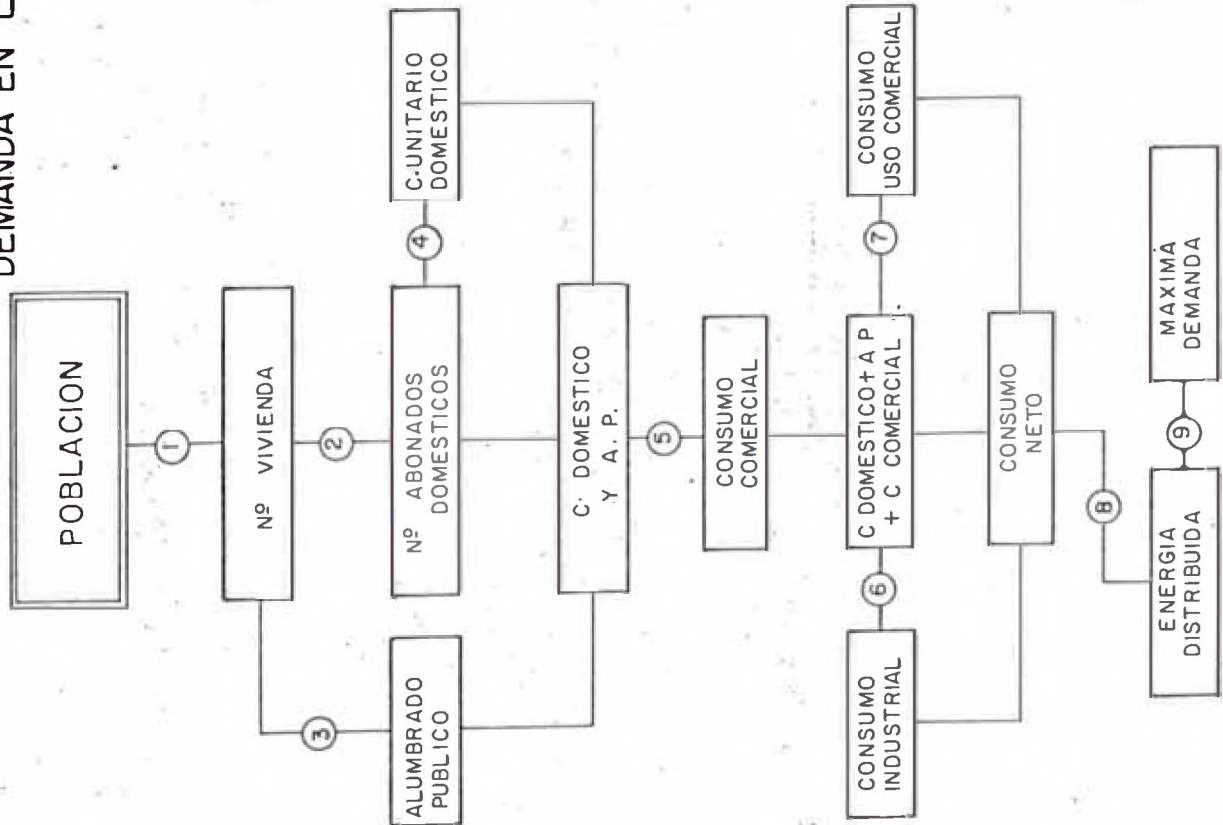 DEMANDA EN
POBLACION
1
Nº VIVIENDA
2
3
ALUMBRADO
PUBLICO
Nº ABONADOS
DOMESTICOS
4
C.UNITARIO
DOMESTICO
C. DOMESTICO
Y A.P.
5
CONSUMO
COMERCIAL
CONSUMO
INDUSTRIAL
6
C DOMESTICO+A P
+ C COMERCIAL
7
CONSUMO
USO COMERCIAL
CONSUMO
NETO
8
ENERGIA
DISTRIBUIDA
9
MAXIMA
DEMANDA